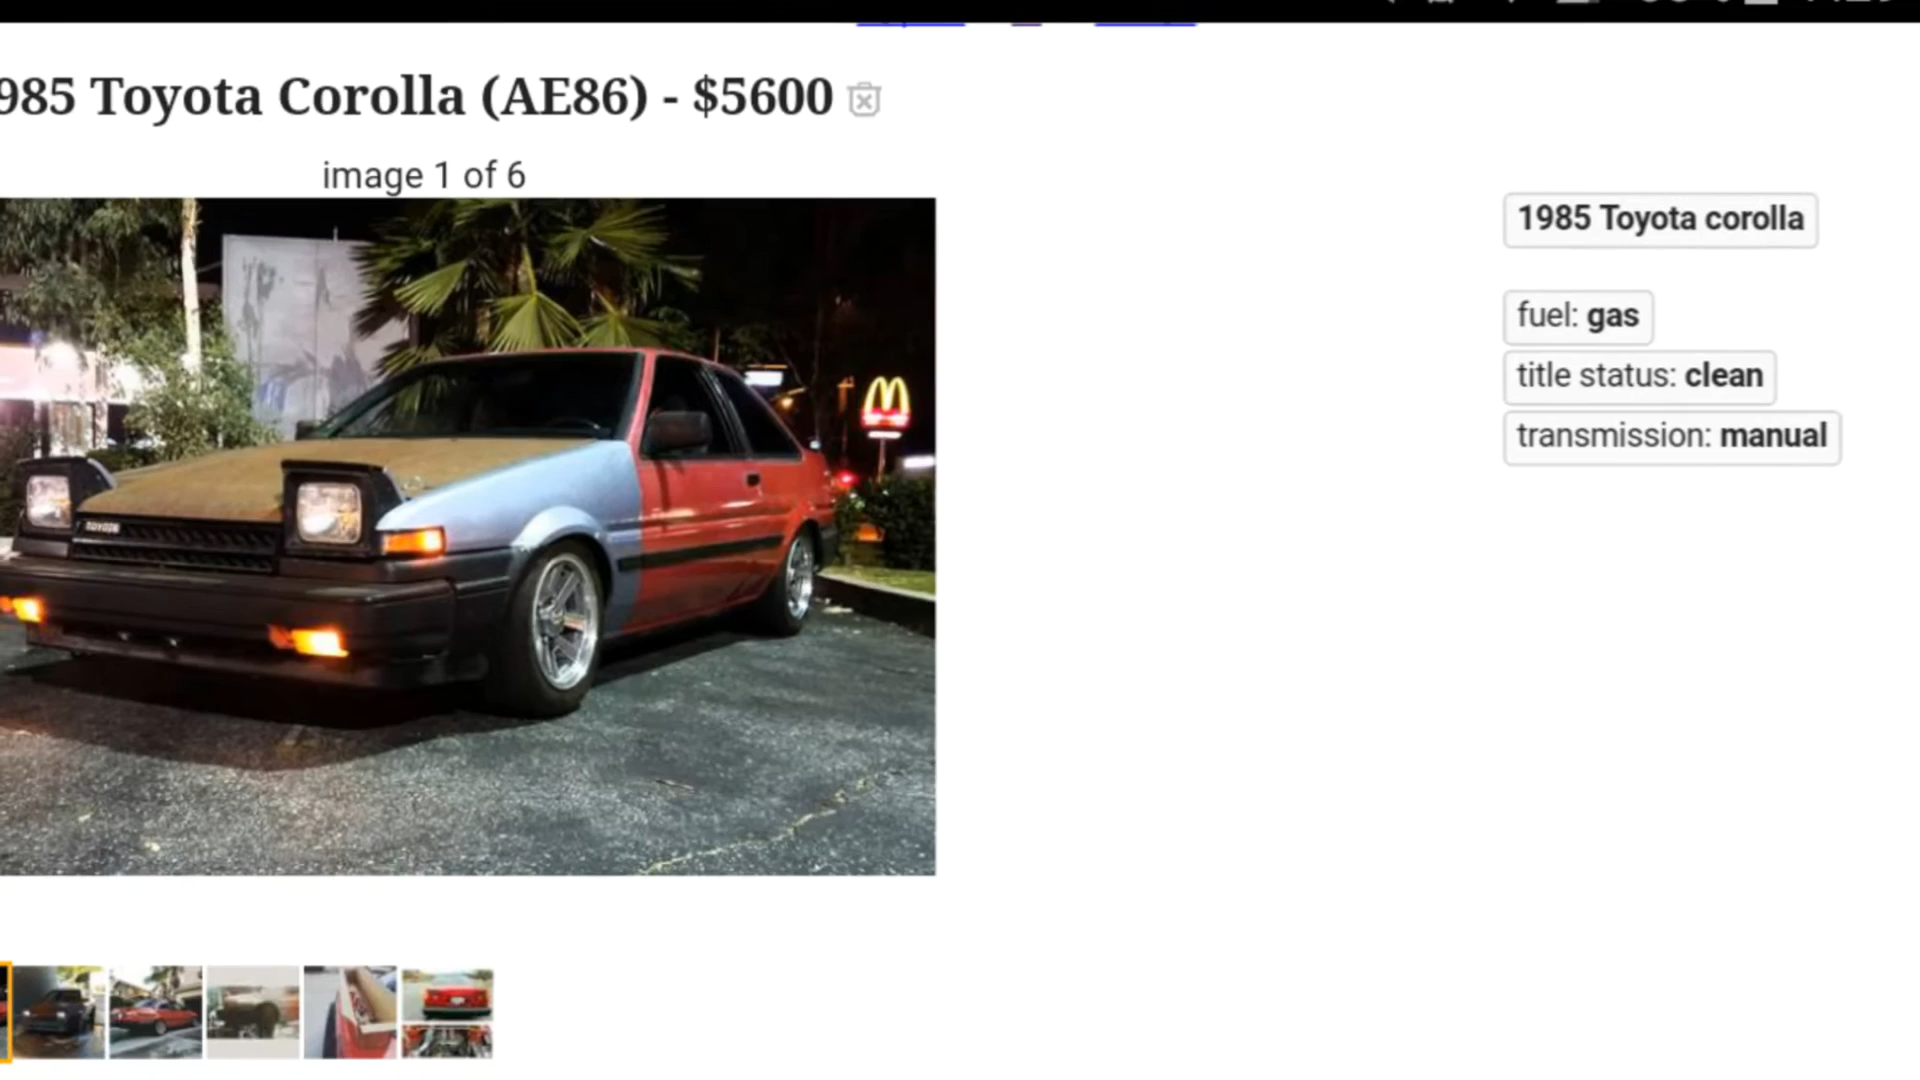 985 Toyota Corolla (AE86) - $5600
image 1 of 6
1985 Toyota corolla
fuel: gas
title status: clean
transmission: manual
TOYOTA